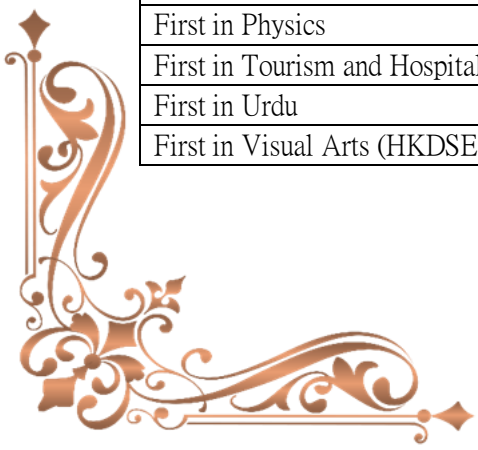 First in Physics
First in Tourism and Hospital
First in Urdu
First in Visual Arts (HKDSE